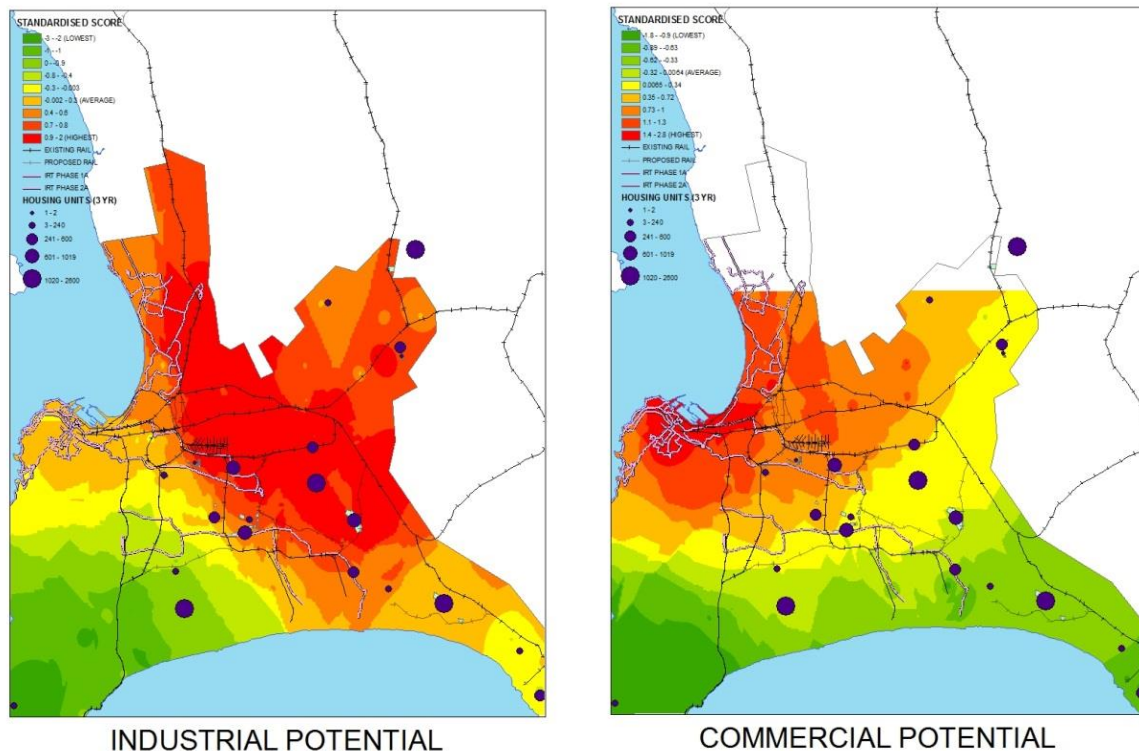 STANDARDISED SCORE
-3 - -2 (LOWEST)
-1 - -1
0 - -0.9
-0.8 - -0.4
-0.3 - -0.003
-0.002 - 0.3 (AVERAGE)
0.4 - 0.6
0.7 - 0.8
0.9 - 2 (HIGHEST)
EXISTING RAIL
PROPOSED RAIL
IRT PHASE 1A
IRT PHASE 2A
HOUSING UNITS (3 YR)
1 - 2
3 - 240
241 - 600
601 - 1019
1020 - 2600
INDUSTRIAL POTENTIAL
STANDARDISED SCORE
-1.8 - -0.9 (LOWEST)
-0.89 - -0.63
-0.62 - -0.33
-0.32 - 0.0064 (AVERAGE)
0.0065 - 0.34
0.35 - 0.72
0.73 - 1
1.1 - 1.3
1.4 - 2.8 (HIGHEST)
EXISTING RAIL
PROPOSED RAIL
IRT PHASE 1A
IRT PHASE 2A
HOUSING UNITS (3 YR)
1 - 2
3 - 240
241 - 600
601 - 1019
1020 - 2600
COMMERCIAL POTENTIAL